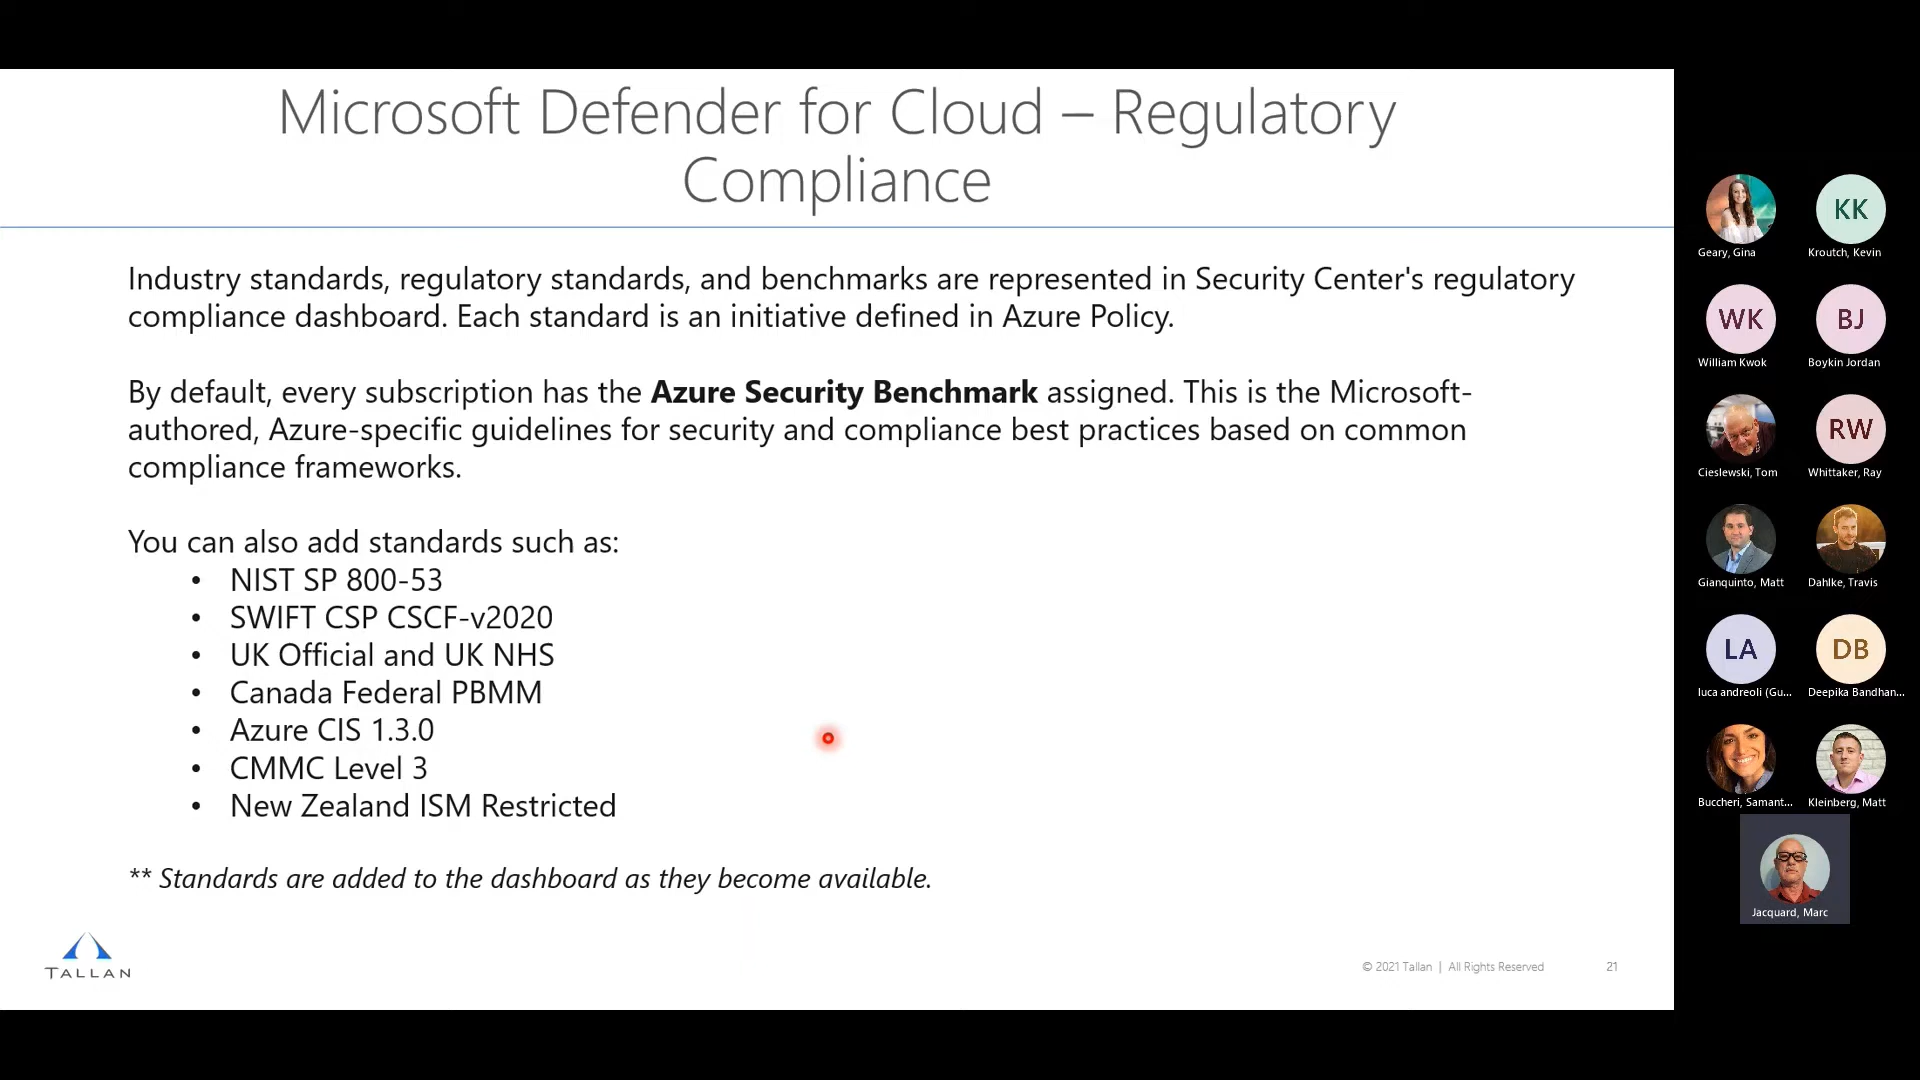 Microsoft Defender for Cloud – Regulatory
Compliance
Industry standards, regulatory standards, and benchmarks are represented in Security Center's regulatory
compliance dashboard. Each standard is an initiative defined in Azure Policy.
By default, every subscription has the Azure Security Benchmark assigned. This is the Microsoft-
authored, Azure-specific guidelines for security and compliance best practices based on common
compliance frameworks.
You can also add standards such as:
• NIST SP 800-53
• SWIFT CSP CSCF-v2020
• UK Official and UK NHS
• Canada Federal PBMM
• Azure CIS 1.3.0
• CMMC Level 3
• New Zealand ISM Restricted
** Standards are added to the dashboard as they become available.
TALLAN
© 2021 Tallan | All Rights Reserved
21
Geary, Gina
KK
Kroutch, Kevin
WK
William Kwok
BJ
Boykin Jordan
Cieslewski, Tom
RW
Whittaker, Ray
Gianquinto, Matt
Dahlke, Travis
LA
luca andreoli (Gu...
DB
Deepika Bandhan...
Buccheri, Samant...
Kleinberg, Matt
Jacquard, Marc